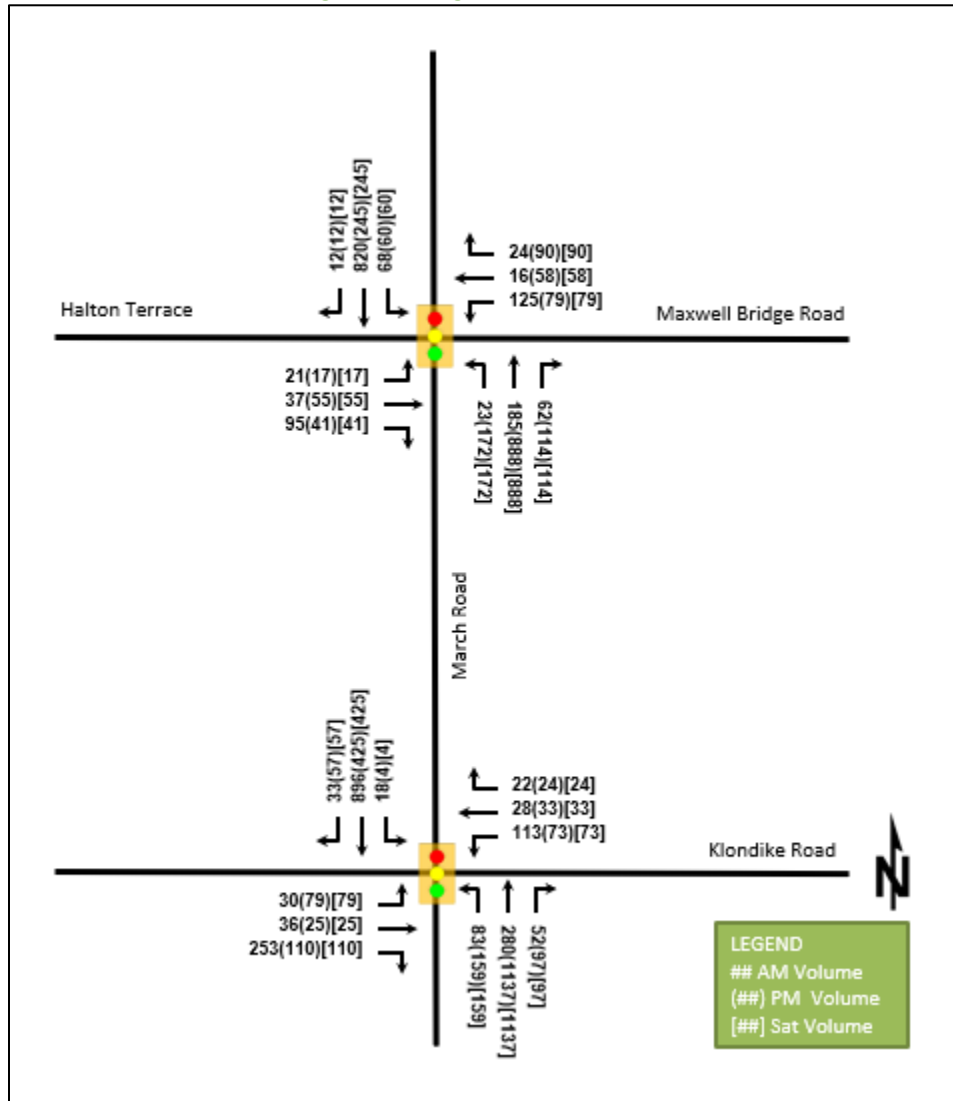 12(12)[12]
820(245)[245]
68(60)[60]
24(90)[90]
16(58)[58]
125(79)[79]
Halton Terrace
Maxwell Bridge Road
21(17)[17]
37(55)[55]
95(41)[41]
23(172)[172]
185(888)[888]
62(114)[114]
March Road
33(57)[57]
896(425)[425]
18(4)[4]
22(24)[24]
28(33)[33]
113(73)[73]
Klondike Road
N
30(79)[79]
36(25)[25]
253(110)[110]
83(159)[159]
280(1137)[1137]
52(97)[97]
LEGEND
## AM Volume
(##) PM Volume
[##] Sat Volume